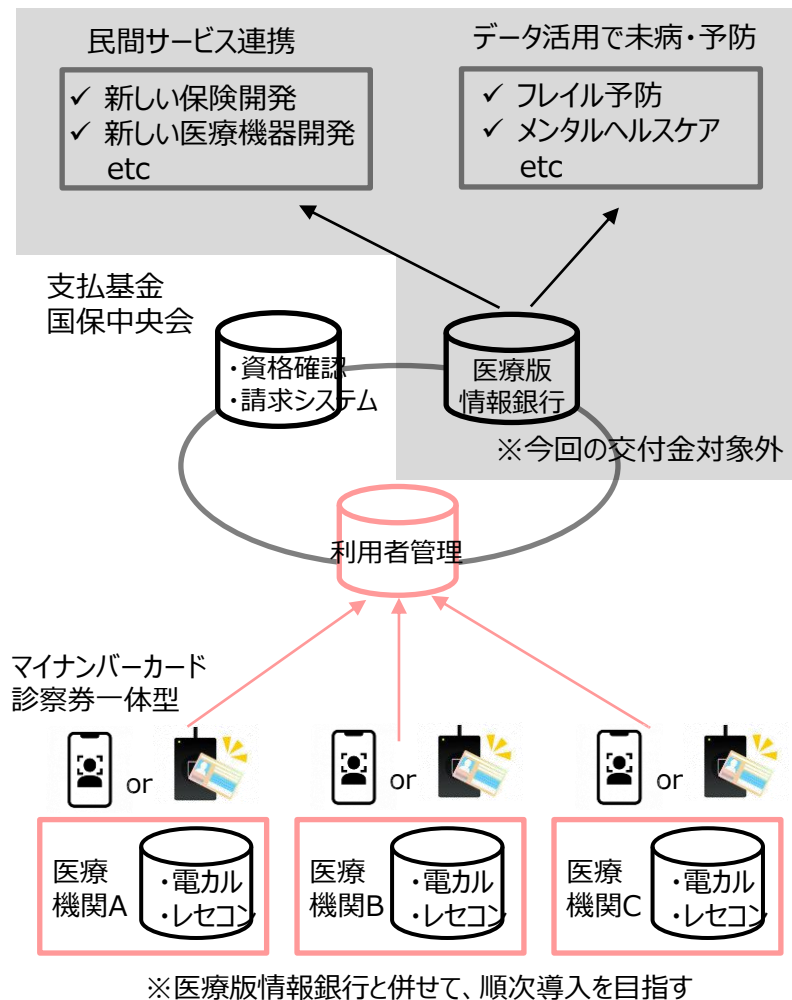 民間サービス連携
✓ 新しい保険開発
✓ 新しい医療機器開発
etc
データ活用で未病・予防
✓ フレイル予防
✓ メンタルヘルスケア
etc
支払基金
国保中央会
・資格確認
・請求システム
医療版
情報銀行
※今回の交付金対象外
利用者管理
マイナンバーカード
診察券一体型
or
or
or
医療
機関A
・電カル
・レセコン
医療
機関B
・電カル
・レセコン
医療
機関C
・電カル
・レセコン
※医療版情報銀行と併せて、順次導入を目指す